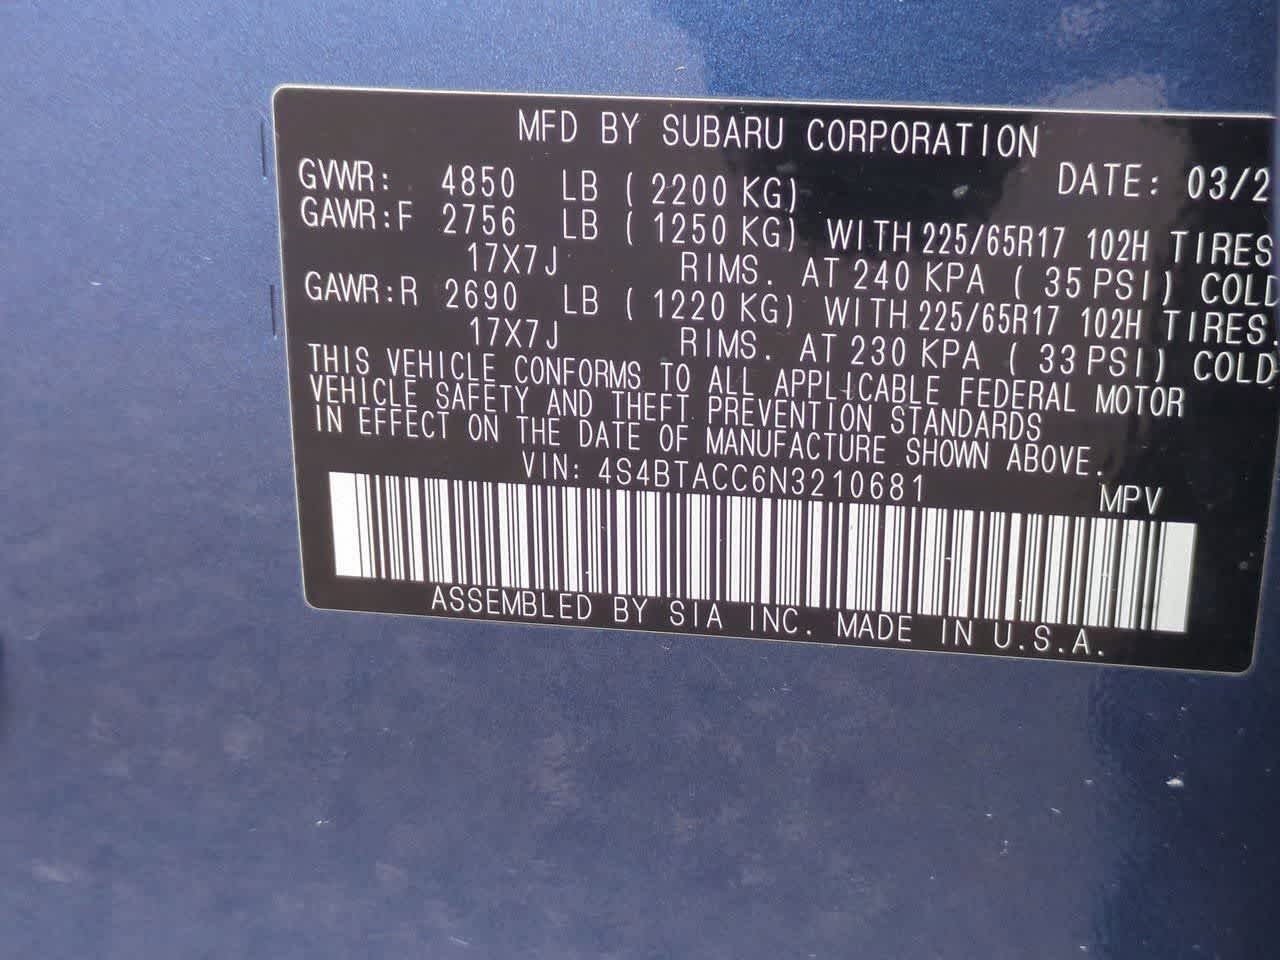 MFD BY SUBARU CORPORATION
DATE: 03/2
GVWR: 4850 LB ( 2200 KG)
GAWR:F 2756 LB ( 1250 KG) WITH 225/65R17 102H TIRES
17X7J RIMS. AT 240 KPA ( 35 PSI) COLD
GAWR:R 2690 LB ( 1220 KG) WITH 225/65R17 102H TIRES.
17X7J RIMS. AT 230 KPA ( 33 PSI) COLD
THIS VEHICLE CONFORMS TO ALL APPLICABLE FEDERAL MOTOR
VEHICLE SAFETY AND THEFT PREVENTION STANDARDS
IN EFFECT ON THE DATE OF MANUFACTURE SHOWN ABOVE.
VIN: 4S4BTACC6N3210681
MPV
ASSEMBLED BY SIA INC. MADE IN U.S.A.